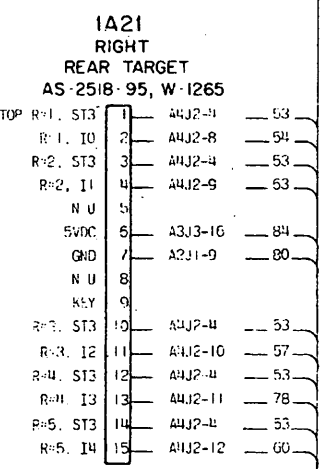 1A21
RIGHT
REAR TARGET
AS-2518-95, W-1265
TOP R#1, ST3 1 A4J2-4 53
R#1, I0 2 A4J2-8 54
R#2, ST3 3 A4J2-4 53
R#2, I1 4 A4J2-9 53
N U 5
5VDC 6 A3J3-16 84
GND 7 A2J1-9 80
N U 8
KEY 9
R#3, ST3 10 A4J2-4 53
R#3, I2 11 A4J2-10 57
R#4, ST3 12 A4J2-4 53
R#4, I3 13 A4J2-11 78
R#5, ST3 14 A4J2-4 53
R#5, I4 15 A4J2-12 60